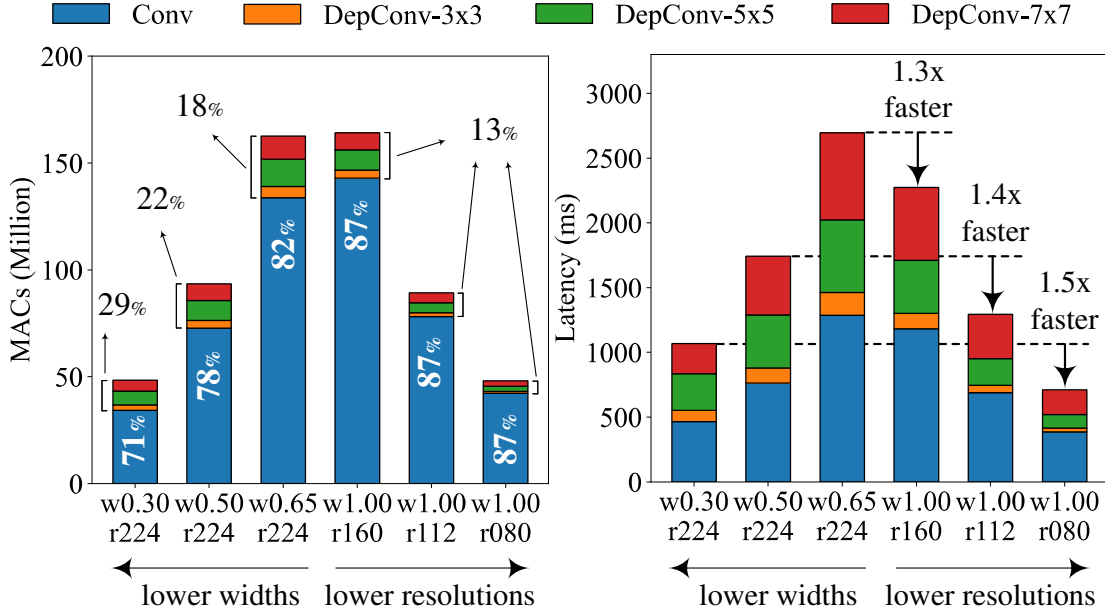 Conv DepConv-3x3 DepConv-5x5 DepConv-7x7
MACs (Million)
200
150
100
50
0
29%
22%
18%
13%
71%
78%
82%
87%
87%
87%
w0.30 w0.50 w0.65 w1.00 w1.00 w1.00
r224 r224 r224 r160 r112 r080
lower widths lower resolutions
Latency (ms)
3000
2500
2000
1500
1000
500
0
1.3x
faster
1.4x
faster
1.5x
faster
w0.30 w0.50 w0.65 w1.00 w1.00 w1.00
r224 r224 r224 r160 r112 r080
lower widths lower resolutions